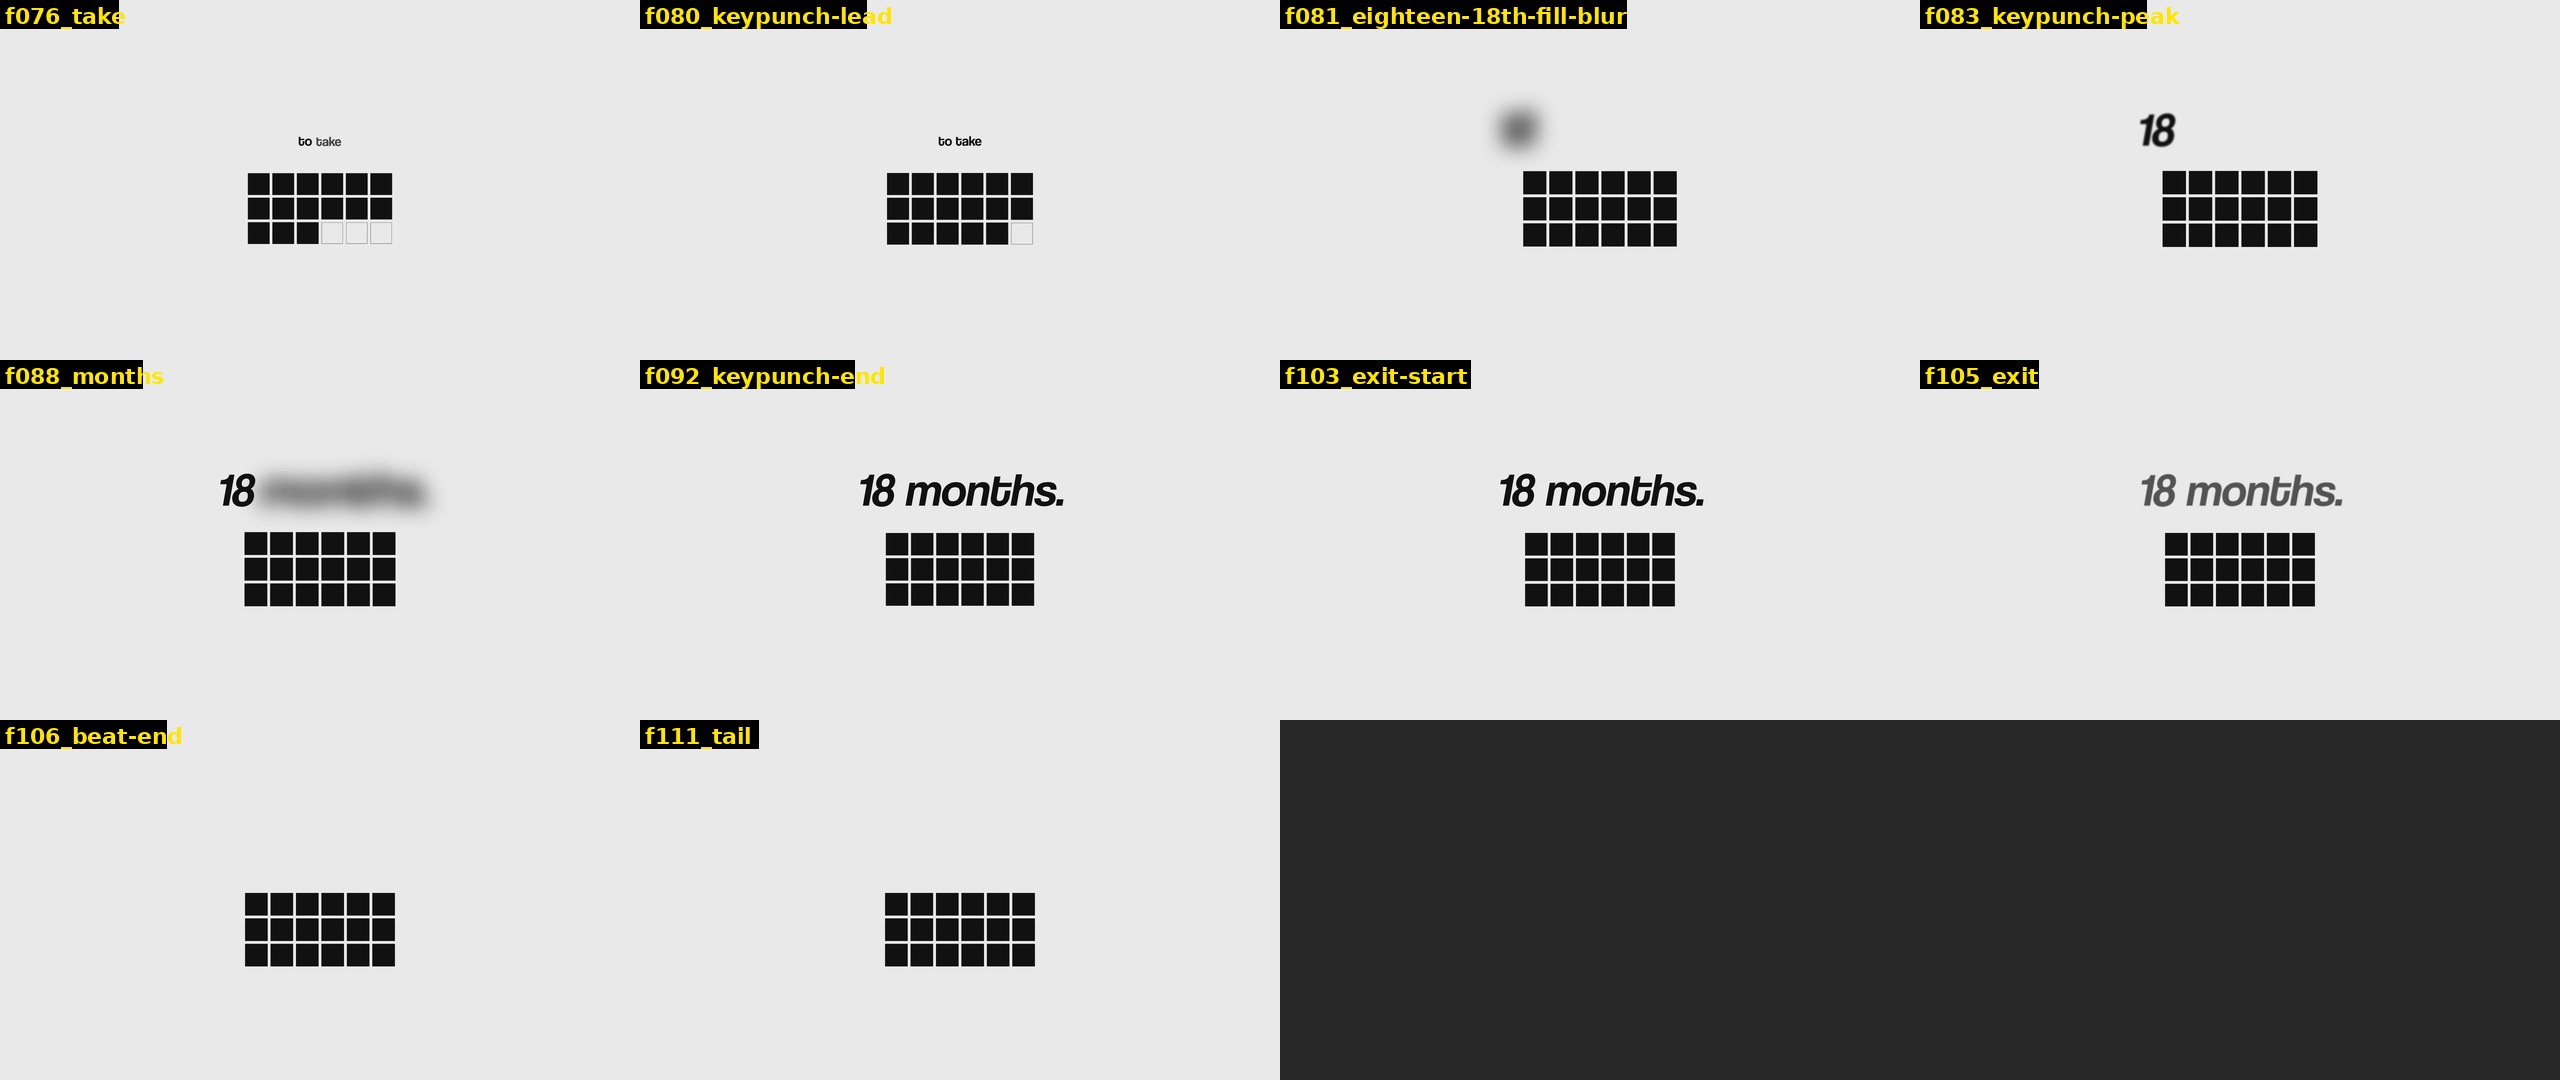 f076_take
to take
f080_keypunch-lead
to take
f081_eighteen-18th-fill-blur
f083_keypunch-peak
18
f088_months
18 months.
f092_keypunch-end
18 months.
f103_exit-start
18 months.
f105_exit
18 months.
f106_beat-end
f111_tail